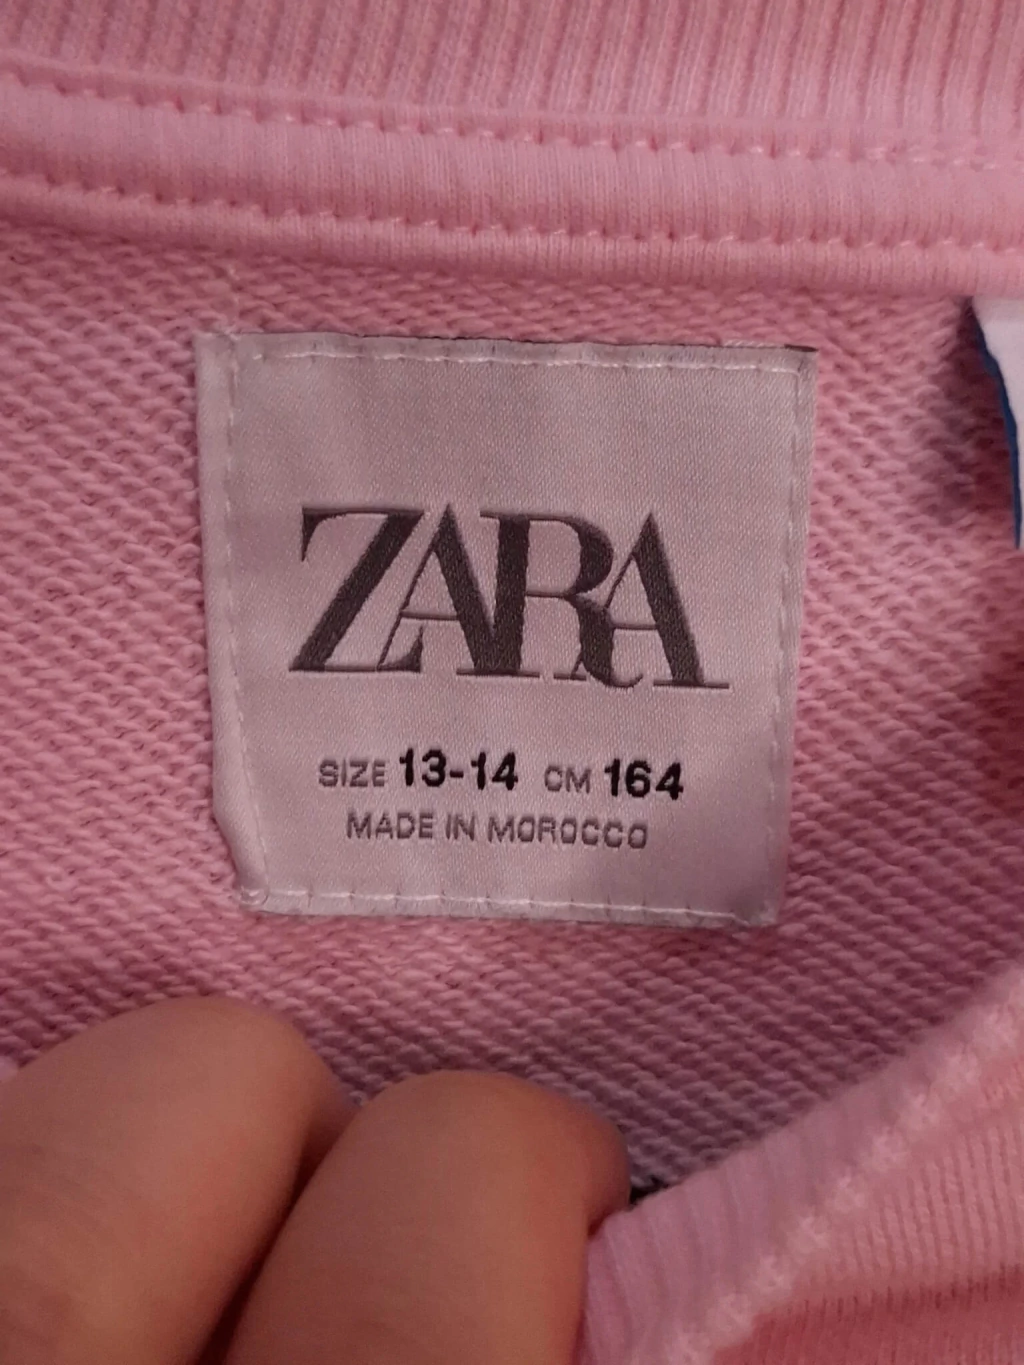 ZARA
SIZE 13-14 CM 164
MADE IN MOROCCO